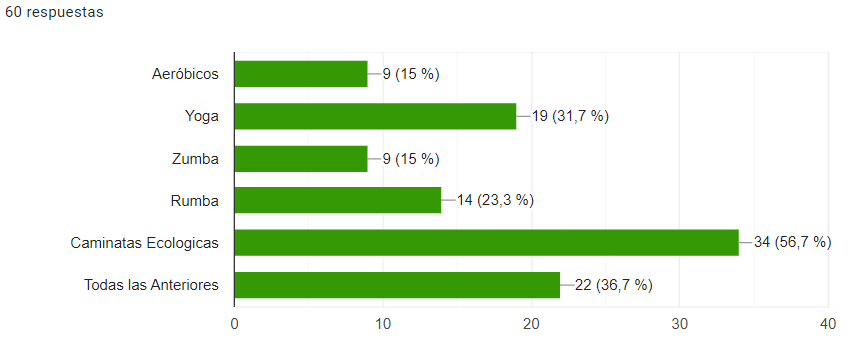 60 respuestas
Aeróbicos 9 (15 %)
Yoga 19 (31,7 %)
Zumba 9 (15 %)
Rumba 14 (23,3 %)
Caminatas Ecologicas 34 (56,7 %)
Todas las Anteriores 22 (36,7 %)
0 10 20 30 40